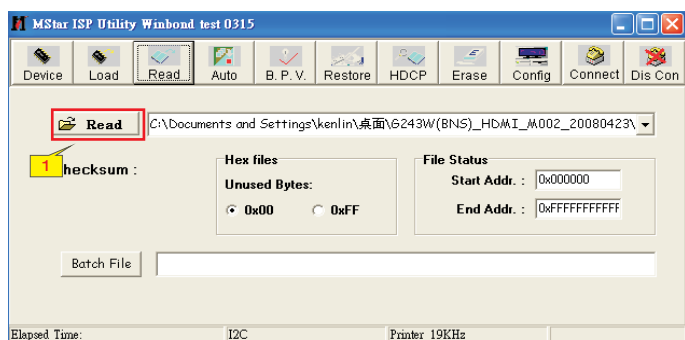 MStar ISP Utility Winbond test 0315
Device Load Read Auto B. P. V. Restore HDCP Erase Config Connect Dis Con
Read C:\Documents and Settings\kenlin\桌面\G243W(BNS)_HDMI_M002_20080423\
1 hecksum :
Hex files
Unused Bytes:
0x00 0xFF
File Status
Start Addr. : 0x000000
End Addr. : 0xFFFFFFFFFFF
Batch File
Elapsed Time: I2C Printer 19KHz